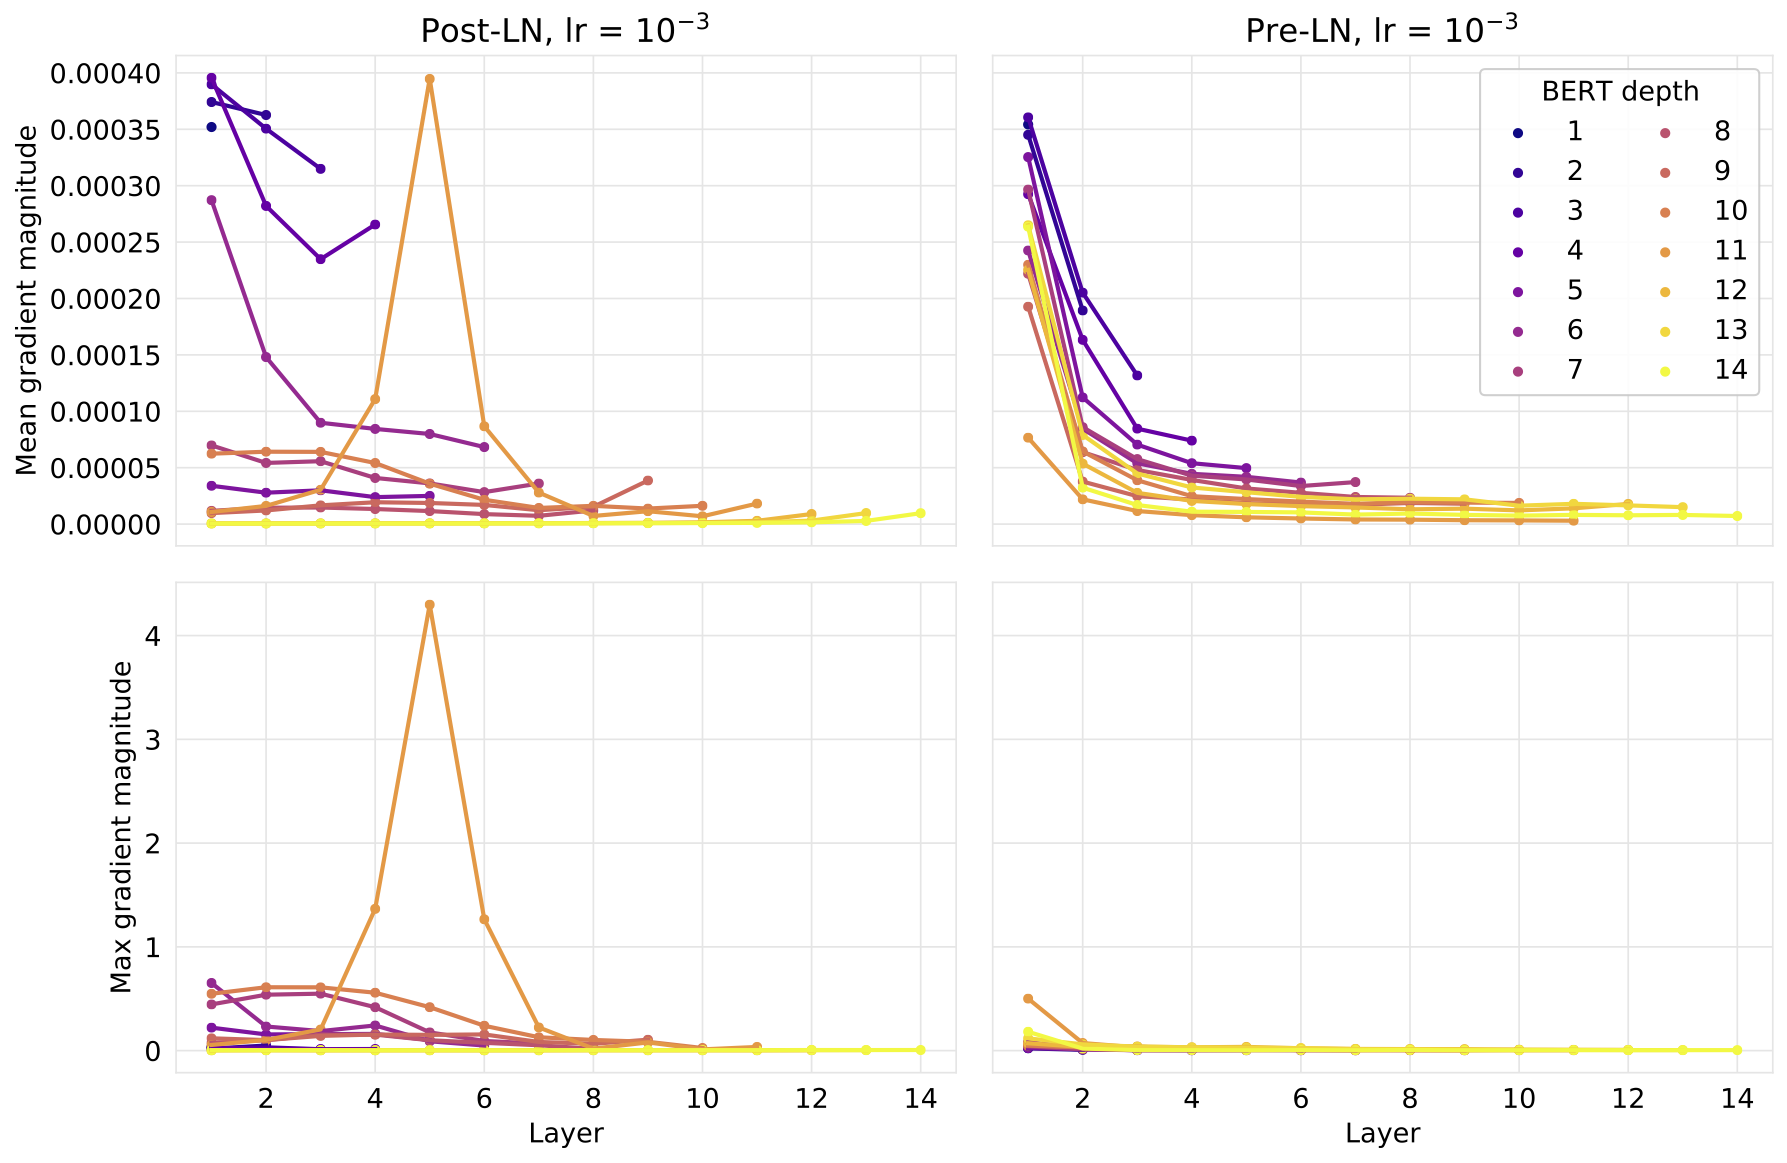 Post-LN, lr = 10⁻³
Pre-LN, lr = 10⁻³
Mean gradient magnitude
0.00040
0.00035
0.00030
0.00025
0.00020
0.00015
0.00010
0.00005
0.00000
BERT depth
1 8
2 9
3 10
4 11
5 12
6 13
7 14
Max gradient magnitude
4
3
2
1
0
2 4 6 8 10 12 14
Layer
2 4 6 8 10 12 14
Layer